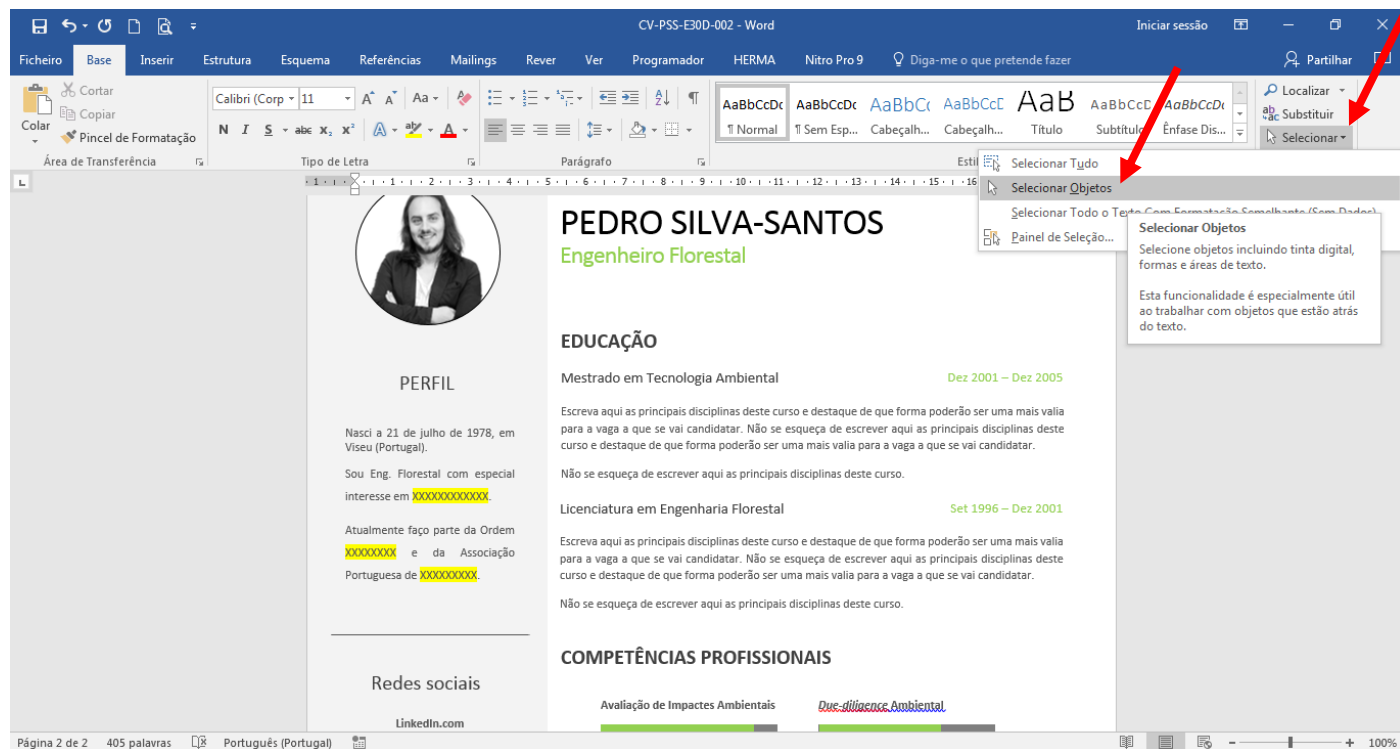 CV-PSS-E30D-002 - Word
Iniciar sessão
Ficheiro Base Inserir Estrutura Esquema Referências Mailings Rever Ver Programador HERMA Nitro Pro 9 Diga-me o que pretende fazer Partilhar
Colar
Cortar
Copiar
Pincel de Formatação
Área de Transferência
Calibri (Corp 11
N I S abc x₂ x²
Tipo de Letra
Parágrafo
AaBbCcDc AaBbCcDc AaBbC AaBbCcE AaB AaBbCcD AaBbCcDc
¶ Normal ¶ Sem Esp... Cabeçalh... Cabeçalh... Título Subtítulo Ênfase Dis...
Localizar
Substituir
Selecionar
Selecionar Tudo
Selecionar Objetos
Selecionar Todo o Texto Com Formatação Semelhante (Sem Dados)
Painel de Seleção...
Selecionar Objetos
Selecione objetos incluindo tinta digital,
formas e áreas de texto.
Esta funcionalidade é especialmente útil
ao trabalhar com objetos que estão atrás
do texto.
PEDRO SILVA-SANTOS
Engenheiro Florestal
PERFIL
Nasci a 21 de julho de 1978, em
Viseu (Portugal).
Sou Eng. Florestal com especial
interesse em XXXXXXXXXXXX.
Atualmente faço parte da Ordem
XXXXXXXX e da Associação
Portuguesa de XXXXXXXXX.
Redes sociais
LinkedIn.com
EDUCAÇÃO
Mestrado em Tecnologia Ambiental Dez 2001 – Dez 2005
Escreva aqui as principais disciplinas deste curso e destaque de que forma poderão ser uma mais valia
para a vaga a que se vai candidatar. Não se esqueça de escrever aqui as principais disciplinas deste
curso e destaque de que forma poderão ser uma mais valia para a vaga a que se vai candidatar.
Não se esqueça de escrever aqui as principais disciplinas deste curso.
Licenciatura em Engenharia Florestal Set 1996 – Dez 2001
Escreva aqui as principais disciplinas deste curso e destaque de que forma poderão ser uma mais valia
para a vaga a que se vai candidatar. Não se esqueça de escrever aqui as principais disciplinas deste
curso e destaque de que forma poderão ser uma mais valia para a vaga a que se vai candidatar.
Não se esqueça de escrever aqui as principais disciplinas deste curso.
COMPETÊNCIAS PROFISSIONAIS
Avaliação de Impactes Ambientais Due-diligence Ambiental
Página 2 de 2 405 palavras Português (Portugal) 100%